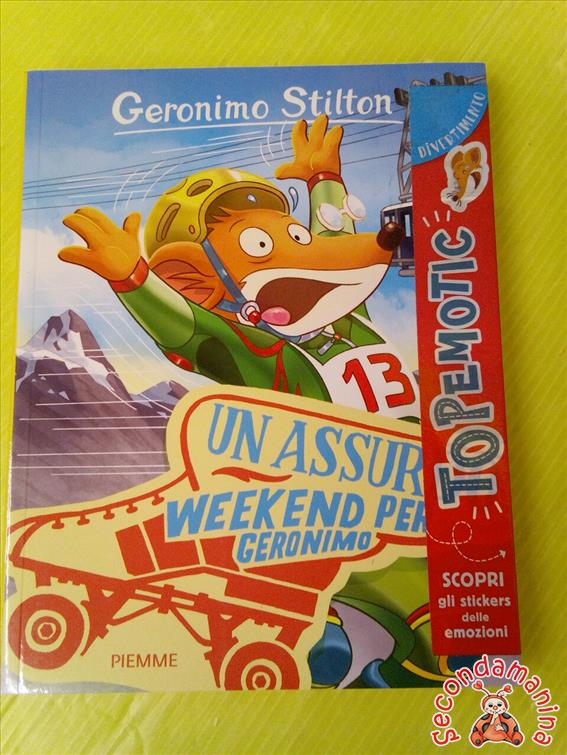 Geronimo Stilton
DIVERTIMENTO
TOPEMOTIC
13
UN ASSUR
WEEKEND PER
GERONIMO
SCOPRI
gli stickers
delle
emozioni
PIEMME
Secondamanina